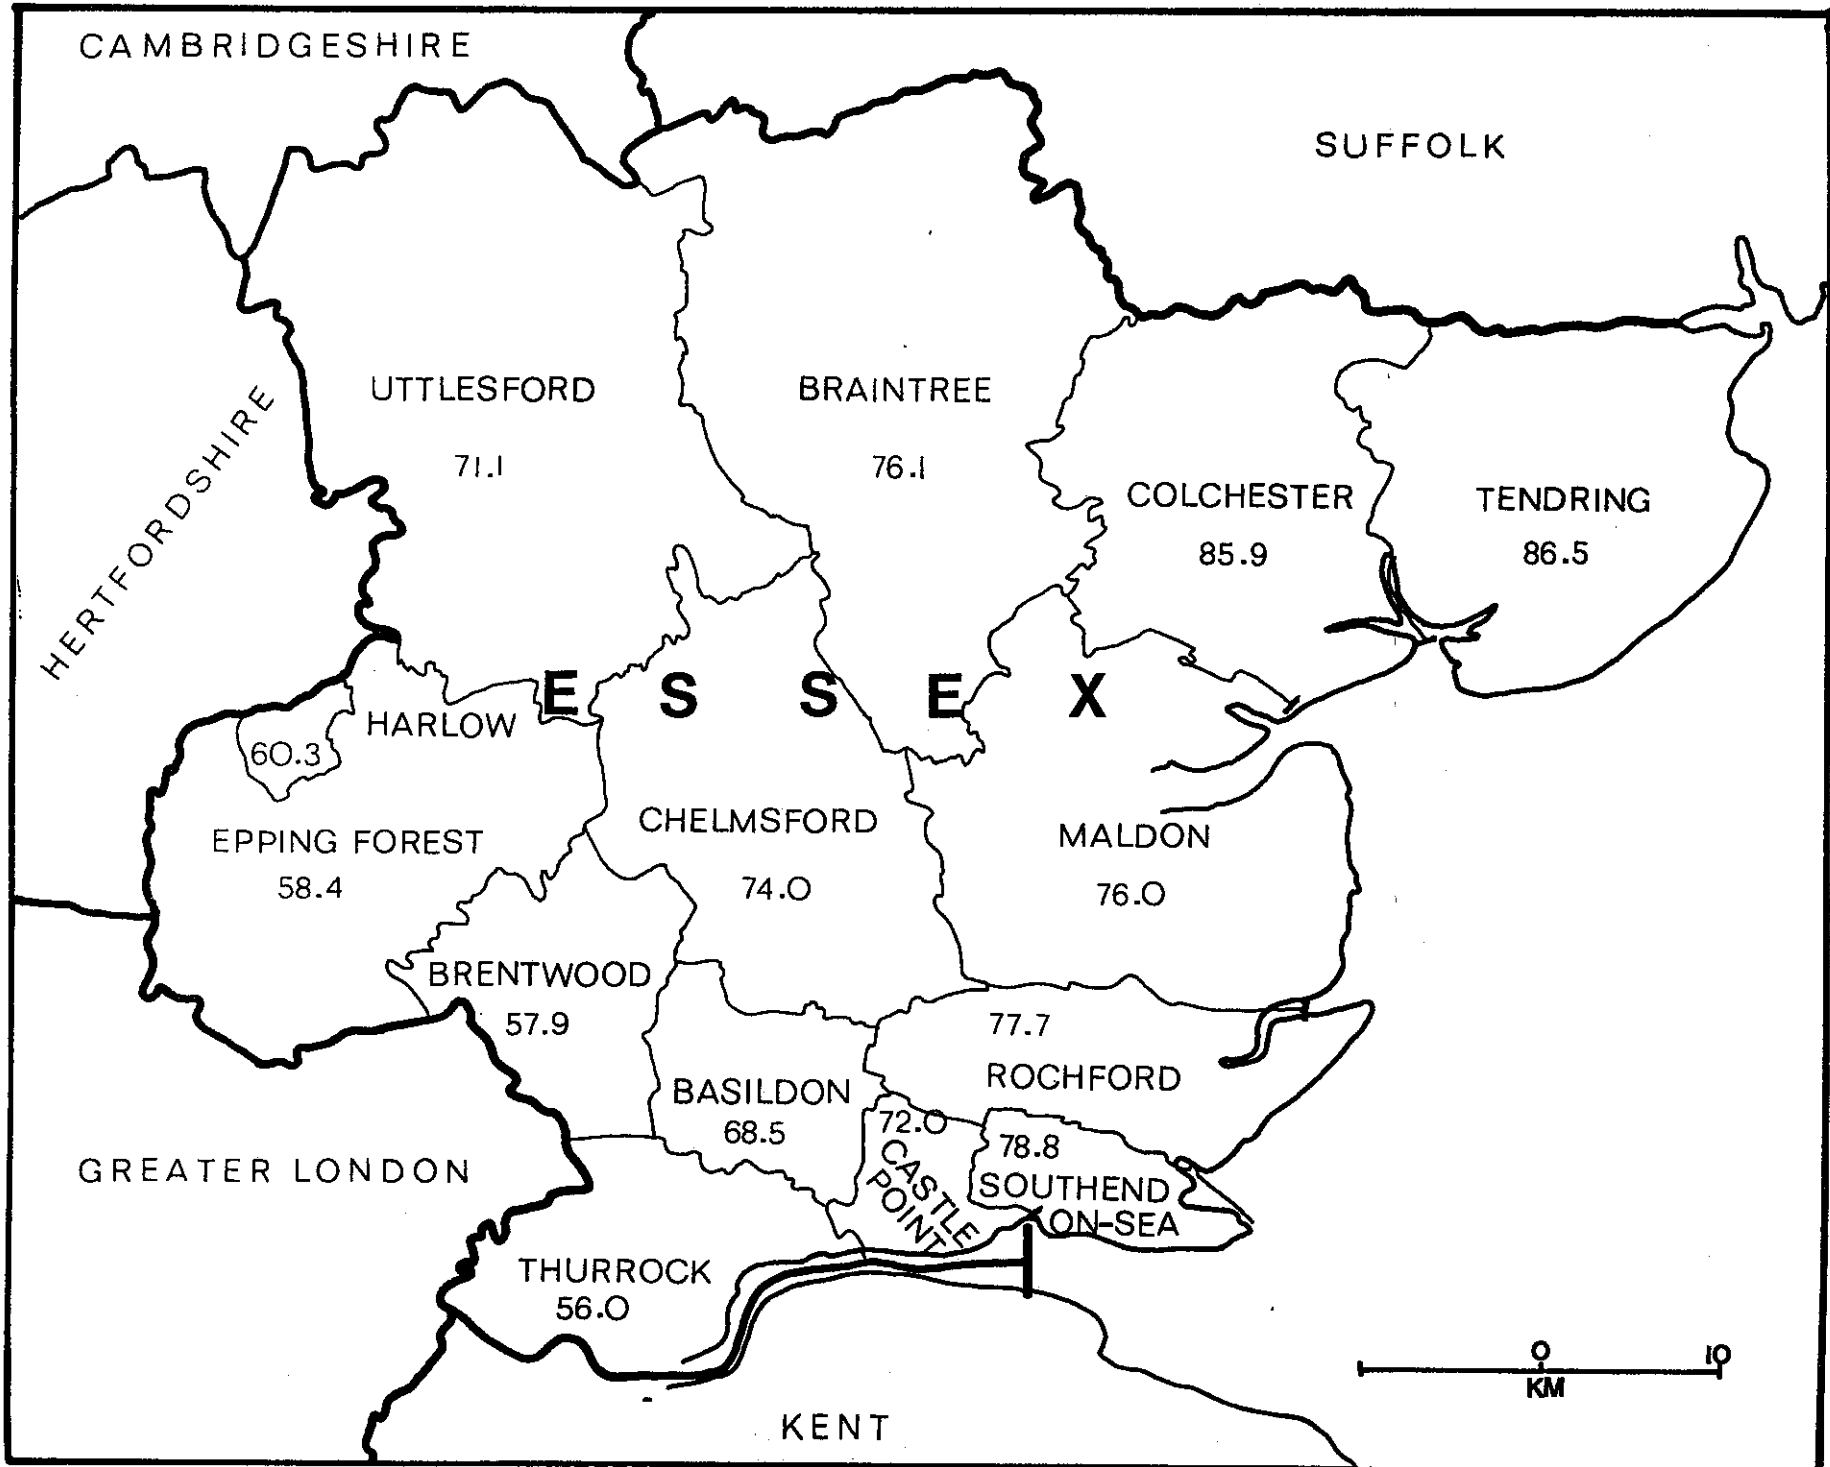 CAMBRIDGESHIRE
SUFFOLK
HERTFORDSHIRE
UTTLESFORD
71.1
BRAINTREE
76.1
COLCHESTER
85.9
TENDRING
86.5
ESSEX
HARLOW
60.3
EPPING FOREST
58.4
CHELMSFORD
74.0
MALDON
76.0
BRENTWOOD
57.9
77.7
ROCHFORD
BASILDON
68.5
72.0
CASTLE
POINT
78.8
SOUTHEND
ON-SEA
GREATER LONDON
THURROCK
56.0
0 10
KM
KENT